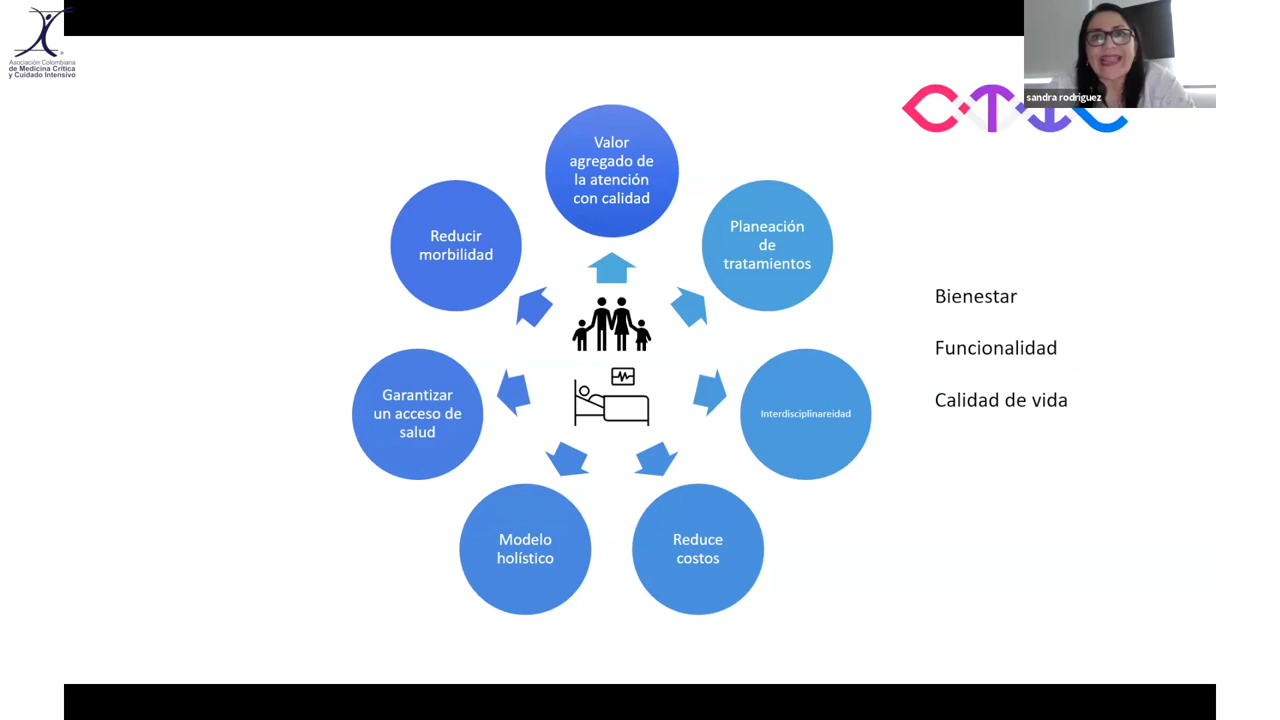 Asociación Colombiana
de Medicina Crítica
y Cuidado Intensivo
sandra rodriguez
CTIC
Valor
agregado de
la atención
con calidad
Reducir
morbilidad
Planeación
de
tratamientos
Bienestar
Funcionalidad
Calidad de vida
Garantizar
un acceso de
salud
Interdisciplinareidad
Modelo
holístico
Reduce
costos